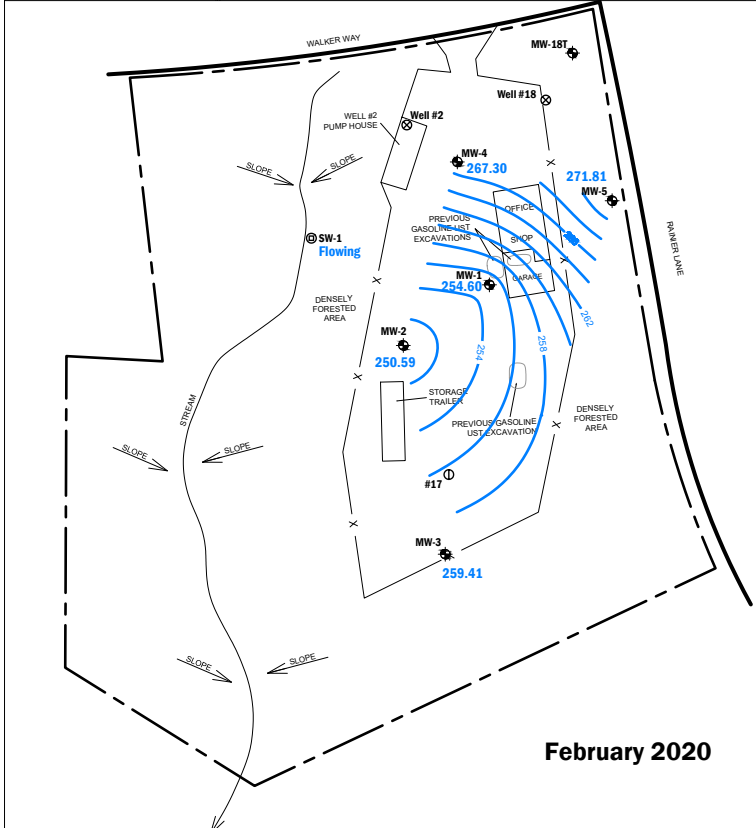 WALKER WAY
MW-18T
Well #18
Well #2
WELL #2
PUMP HOUSE
MW-4
267.30
SLOPE
SLOPE
271.81
MW-5
OFFICE
PREVIOUS
GASOLINE UST
EXCAVATIONS
SHOP
RAINIER LANE
SW-1
Flowing
MW-1
254.60
GARAGE
DENSELY
FORESTED
AREA
262
MW-2
250.59
254
258
STREAM
STORAGE
TRAILER
PREVIOUS GASOLINE
UST EXCAVATION
DENSELY
FORESTED
AREA
SLOPE
SLOPE
#17
MW-3
259.41
SLOPE
SLOPE
February 2020
X
X
X
X
X
X